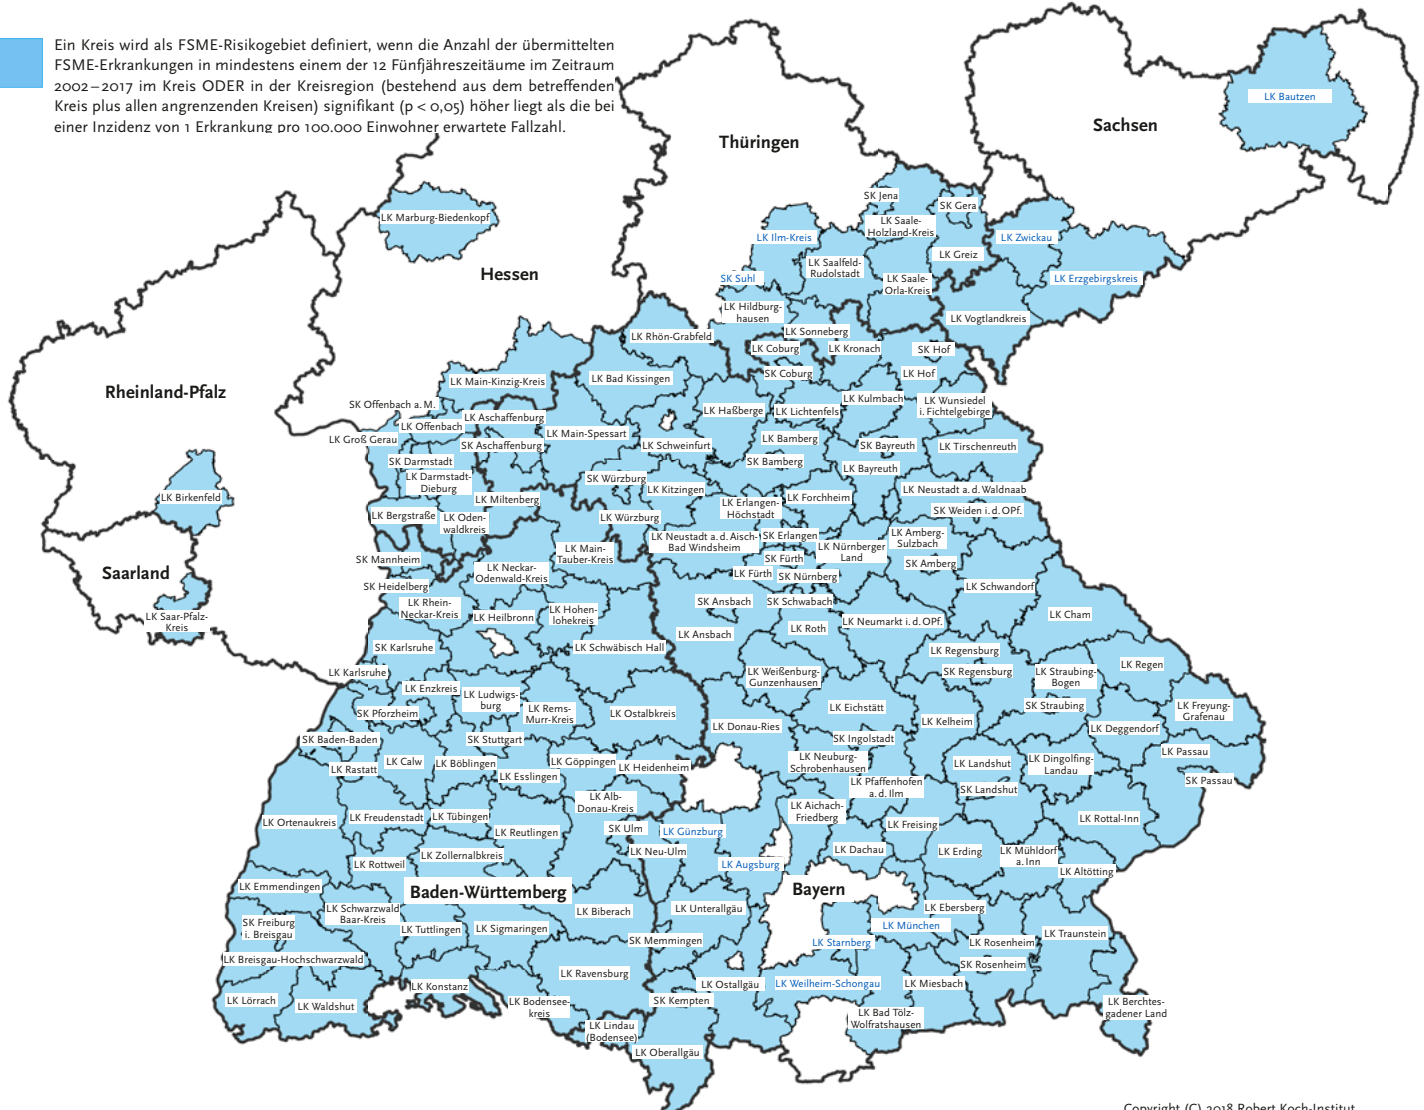 Ein Kreis wird als FSME-Risikogebiet definiert, wenn die Anzahl der übermittelten
FSME-Erkrankungen in mindestens einem der 12 Fünfjahreszeitäume im Zeitraum
2002–2017 im Kreis ODER in der Kreisregion (bestehend aus dem betreffenden
Kreis plus allen angrenzenden Kreisen) signifikant (p < 0,05) höher liegt als die bei
einer Inzidenz von 1 Erkrankung pro 100.000 Einwohner erwartete Fallzahl.
LK Bautzen
Sachsen
Thüringen
SK Jena
SK Gera
LK Marburg-Biedenkopf
LK Saale-
Holzland-Kreis
LK Ilm-Kreis
LK Zwickau
LK Greiz
Hessen
LK Saalfeld-
Rudolstadt
SK Suhl
LK Erzgebirgskreis
LK Saale-
Orla-Kreis
LK Hildburg-
hausen
LK Vogtlandkreis
LK Rhön-Grabfeld
LK Sonneberg
LK Coburg
LK Kronach
SK Hof
SK Coburg
LK Hof
LK Main-Kinzig-Kreis
LK Bad Kissingen
Rheinland-Pfalz
LK Kulmbach
LK Wunsiedel
i. Fichtelgebirge
SK Offenbach a. M.
LK Haßberge
LK Lichtenfels
LK Aschaffenburg
LK Offenbach
LK Main-Spessart
LK Groß Gerau
LK Bamberg
SK Aschaffenburg
LK Schweinfurt
SK Bayreuth
LK Tirschenreuth
SK Darmstadt
SK Bamberg
LK Bayreuth
LK Darmstadt-
Dieburg
SK Würzburg
LK Kitzingen
LK Neustadt a. d. Waldnaab
LK Birkenfeld
LK Miltenberg
LK Forchheim
LK Erlangen-
Höchstadt
SK Weiden i. d. OPf.
LK Bergstraße
LK Oden-
waldkreis
LK Würzburg
LK Neustadt a. d. Aisch-
Bad Windsheim
SK Erlangen
LK Amberg-
Sulzbach
LK Nürnberger
Land
SK Mannheim
LK Main-
Tauber-Kreis
SK Fürth
SK Amberg
Saarland
LK Neckar-
Odenwald-Kreis
LK Fürth
SK Nürnberg
SK Heidelberg
LK Schwandorf
LK Rhein-
Neckar-Kreis
SK Ansbach
SK Schwabach
LK Hohen-
lohekreis
LK Cham
LK Saar-Pfalz-
Kreis
LK Heilbronn
LK Neumarkt i. d. OPf.
LK Ansbach
LK Roth
SK Karlsruhe
LK Schwäbisch Hall
LK Regensburg
LK Regen
LK Karlsruhe
LK Weißenburg-
Gunzenhausen
SK Regensburg
LK Straubing-
Bogen
LK Enzkreis
LK Ludwigs-
burg
SK Straubing
LK Freyung-
Grafenau
SK Pforzheim
LK Rems-
Murr-Kreis
LK Ostalbkreis
LK Eichstätt
LK Donau-Ries
LK Kelheim
LK Deggendorf
SK Baden-Baden
SK Stuttgart
SK Ingolstadt
LK Passau
LK Rastatt
LK Calw
LK Böblingen
LK Göppingen
LK Heidenheim
LK Neuburg-
Schrobenhausen
LK Landshut
LK Dingolfing-
Landau
LK Esslingen
SK Passau
LK Pfaffenhofen
a. d. Ilm
SK Landshut
LK Alb-
Donau-Kreis
LK Aichach-
Friedberg
LK Ortenaukreis
LK Freudenstadt
LK Tübingen
LK Rottal-Inn
LK Reutlingen
SK Ulm
LK Günzburg
LK Freising
LK Rottweil
LK Zollernalbkreis
LK Neu-Ulm
LK Augsburg
LK Dachau
LK Erding
LK Mühldorf
a. Inn
LK Altötting
LK Emmendingen
Baden-Württemberg
Bayern
LK Schwarzwald
Baar-Kreis
LK Biberach
LK Unterallgäu
LK Ebersberg
SK Freiburg
i. Breisgau
LK Tuttlingen
LK Sigmaringen
LK München
LK Traunstein
SK Memmingen
LK Starnberg
LK Rosenheim
LK Breisgau-Hochschwarzwald
SK Rosenheim
LK Ravensburg
LK Konstanz
LK Ostallgäu
LK Weilheim-Schongau
LK Miesbach
LK Lörrach
LK Waldshut
LK Bodensee-
kreis
SK Kempten
LK Berchtes-
gadener Land
LK Bad Tölz-
Wolfratshausen
LK Lindau
(Bodensee)
LK Oberallgäu
Copyright (C) 2018 Robert Koch-Institut